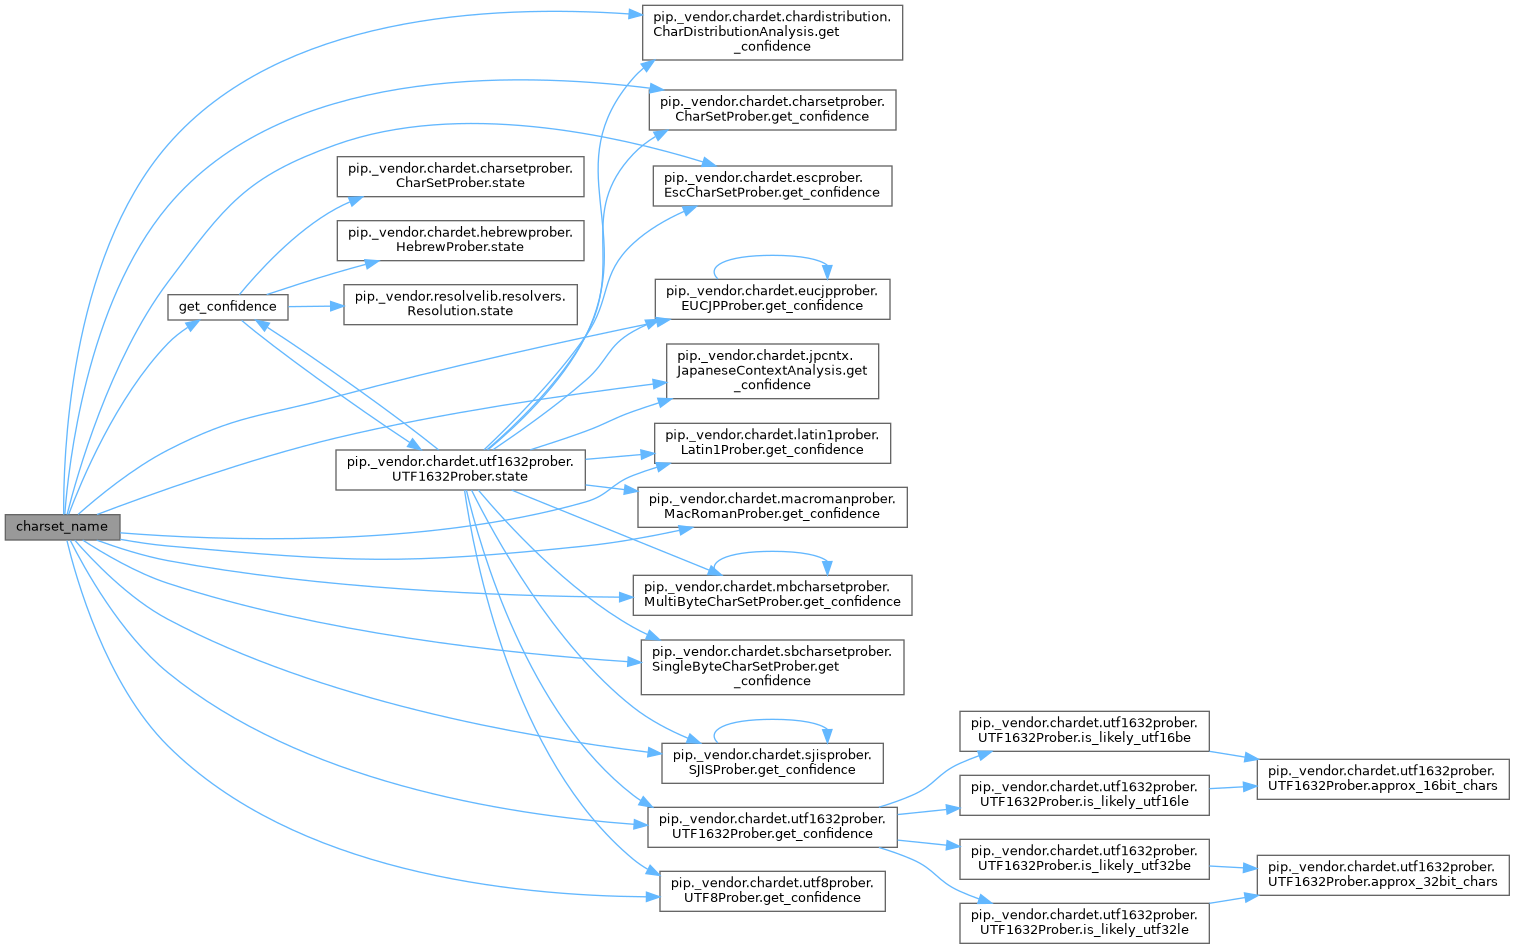 pip._vendor.chardet.chardistribution.
CharDistributionAnalysis.get
_confidence
pip._vendor.chardet.charsetprober.
CharSetProber.get_confidence
pip._vendor.chardet.charsetprober.
CharSetProber.state
pip._vendor.chardet.escprober.
EscCharSetProber.get_confidence
pip._vendor.chardet.hebrewprober.
HebrewProber.state
get_confidence
pip._vendor.resolvelib.resolvers.
Resolution.state
pip._vendor.chardet.eucjpprober.
EUCJPProber.get_confidence
pip._vendor.chardet.jpcntx.
JapaneseContextAnalysis.get
_confidence
pip._vendor.chardet.latin1prober.
Latin1Prober.get_confidence
pip._vendor.chardet.utf1632prober.
UTF1632Prober.state
pip._vendor.chardet.macromanprober.
MacRomanProber.get_confidence
charset_name
pip._vendor.chardet.mbcharsetprober.
MultiByteCharSetProber.get_confidence
pip._vendor.chardet.sbcharsetprober.
SingleByteCharSetProber.get
_confidence
pip._vendor.chardet.sjisprober.
SJISProber.get_confidence
pip._vendor.chardet.utf1632prober.
UTF1632Prober.is_likely_utf16be
pip._vendor.chardet.utf1632prober.
UTF1632Prober.is_likely_utf16le
pip._vendor.chardet.utf1632prober.
UTF1632Prober.approx_16bit_chars
pip._vendor.chardet.utf1632prober.
UTF1632Prober.get_confidence
pip._vendor.chardet.utf1632prober.
UTF1632Prober.is_likely_utf32be
pip._vendor.chardet.utf1632prober.
UTF1632Prober.approx_32bit_chars
pip._vendor.chardet.utf8prober.
UTF8Prober.get_confidence
pip._vendor.chardet.utf1632prober.
UTF1632Prober.is_likely_utf32le